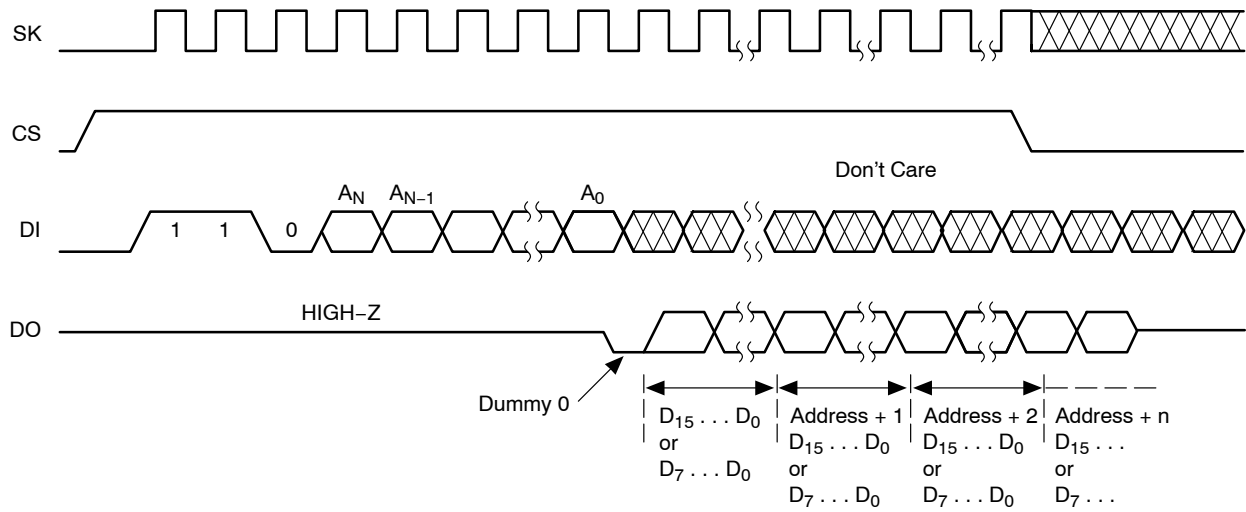 SK
CS
Don't Care
A_N A_N−1 A_0
DI 1 1 0
HIGH−Z
DO
Dummy 0
D_15 . . . D_0
or
D_7 . . . D_0
Address + 1
D_15 . . . D_0
or
D_7 . . . D_0
Address + 2
D_15 . . . D_0
or
D_7 . . . D_0
Address + n
D_15 . . .
or
D_7 . . .